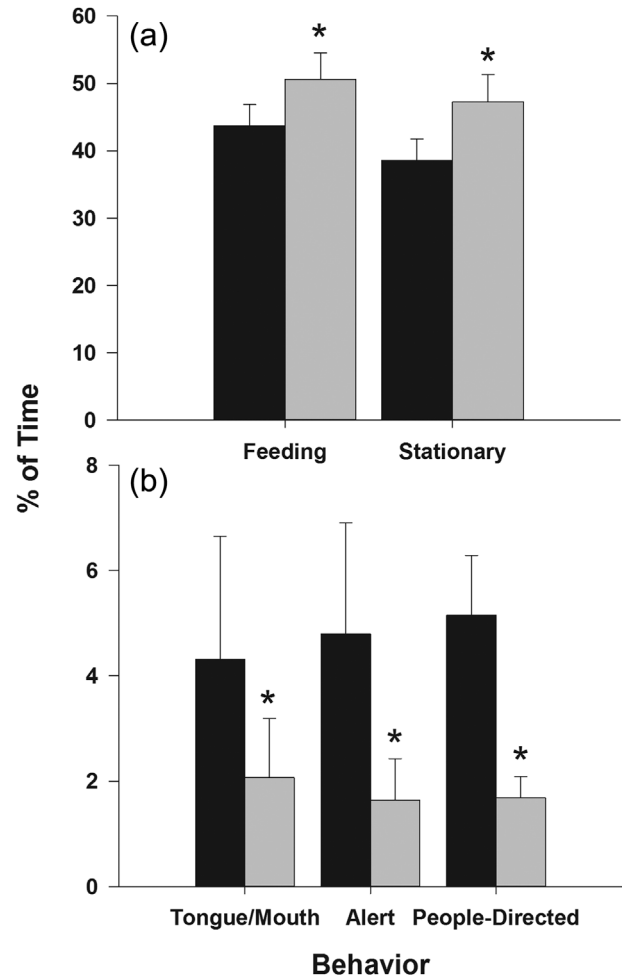 60
(a)
*
*
50
40
30
20
10
0
Feeding Stationary
% of Time
8
(b)
6
4
*
*
*
2
0
Tongue/Mouth Alert People-Directed
Behavior